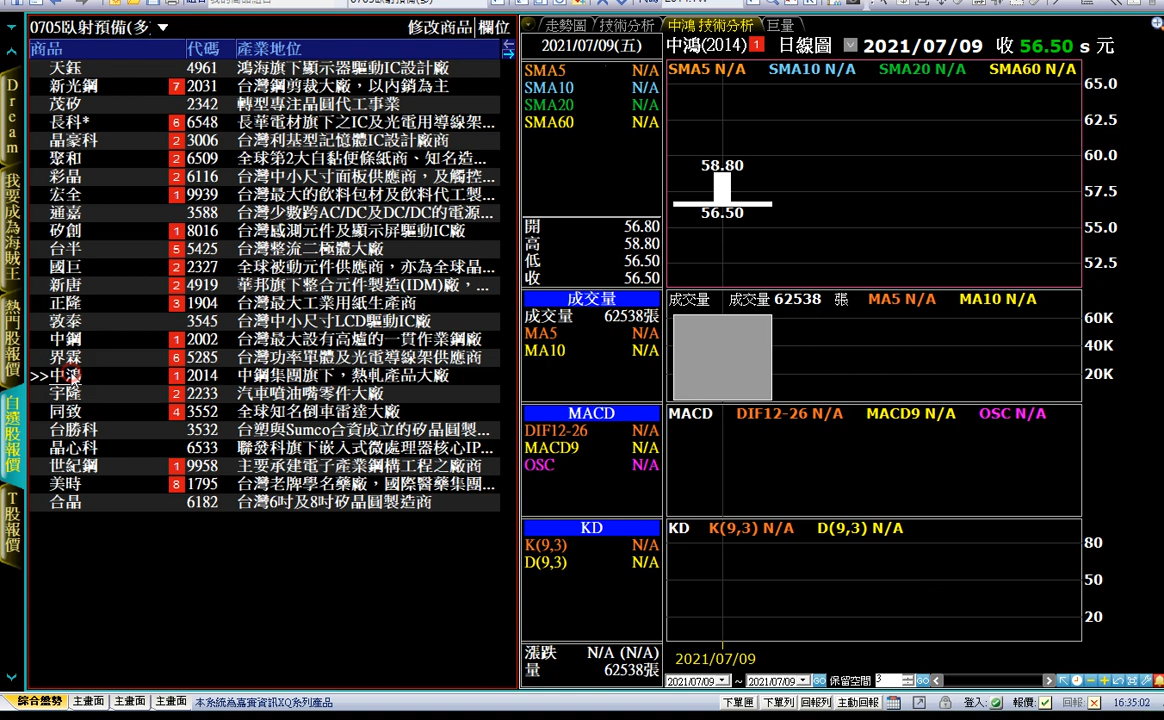 0705臥射預備(多 ▼ 修改商品 欄位
商品 代碼 產業地位
天鈺 4961 鴻海旗下顯示器驅動IC設計廠
新光鋼 7 2031 台灣鋼剪裁大廠，以內銷為主
茂矽 2342 轉型專注晶圓代工事業
長科* 6 6548 長華電材旗下之IC及光電用導線架...
晶豪科 2 3006 台灣利基型記憶體IC設計廠商
聚和 2 6509 全球第2大自黏便條紙商、知名造...
彩晶 2 6116 台灣中小尺寸面板供應商，及觸控...
宏全 1 9939 台灣最大的飲料包材及飲料代工製...
通嘉 3588 台灣少數跨AC/DC及DC/DC的電源...
矽創 1 8016 台灣感測元件及顯示屏驅動IC廠
台半 5 5425 台灣整流二極體大廠
國巨 2 2327 全球被動元件供應商，亦為全球晶...
新唐 2 4919 華邦旗下整合元件製造(IDM)廠，...
正隆 3 1904 台灣最大工業用紙生產商
敦泰 3545 台灣中小尺寸LCD驅動IC廠
中鋼 1 2002 台灣最大設有高爐的一貫作業鋼廠
界霖 6 5285 台灣功率單體及光電導線架供應商
>>中鴻 1 2014 中鋼集團旗下，熱軋產品大廠
宇隆 2 2233 汽車噴油嘴零件大廠
同致 4 3552 全球知名倒車雷達大廠
台勝科 3532 台塑與Sumco合資成立的矽晶圓製...
晶心科 6533 聯發科旗下嵌入式微處理器核心IP...
世紀鋼 1 9958 主要承建電子產業鋼構工程之廠商
美時 8 1795 台灣老牌學名藥廠，國際醫藥集團...
合晶 6182 台灣6吋及8吋矽晶圓製造商
Dream
我要成為海賊王
熱門股報價
自選股報價
T股報價
走勢圖 技術分析 中鴻 技術分析 巨量
2021/07/09(五) 中鴻(2014) 1 日線圖 2021/07/09 收 56.50 s 元
SMA5 N/A
SMA10 N/A
SMA20 N/A
SMA60 N/A
開 56.80
高 58.80
低 56.50
收 56.50
SMA5 N/A SMA10 N/A SMA20 N/A SMA60 N/A
58.80
56.50
65.0
62.5
60.0
57.5
55.0
52.5
成交量
成交量 62538張
MA5 N/A
MA10 N/A
成交量 成交量 62538 張 MA5 N/A MA10 N/A
60K
40K
20K
MACD
DIF12-26 N/A
MACD9 N/A
OSC N/A
MACD DIF12-26 N/A MACD9 N/A OSC N/A
KD
K(9,3) N/A
D(9,3) N/A
KD K(9,3) N/A D(9,3) N/A
80
50
20
漲跌 N/A (N/A)
量 62538張
2021/07/09
2021/07/09 ~ 2021/07/09 GO 保留空間 3 GO
綜合盤勢 主畫面 主畫面 主畫面 本系統為嘉實資訊XQ系列產品 下單匣 下單列 回報列 主動回報 登入: 報價: 回報: 16:35:02